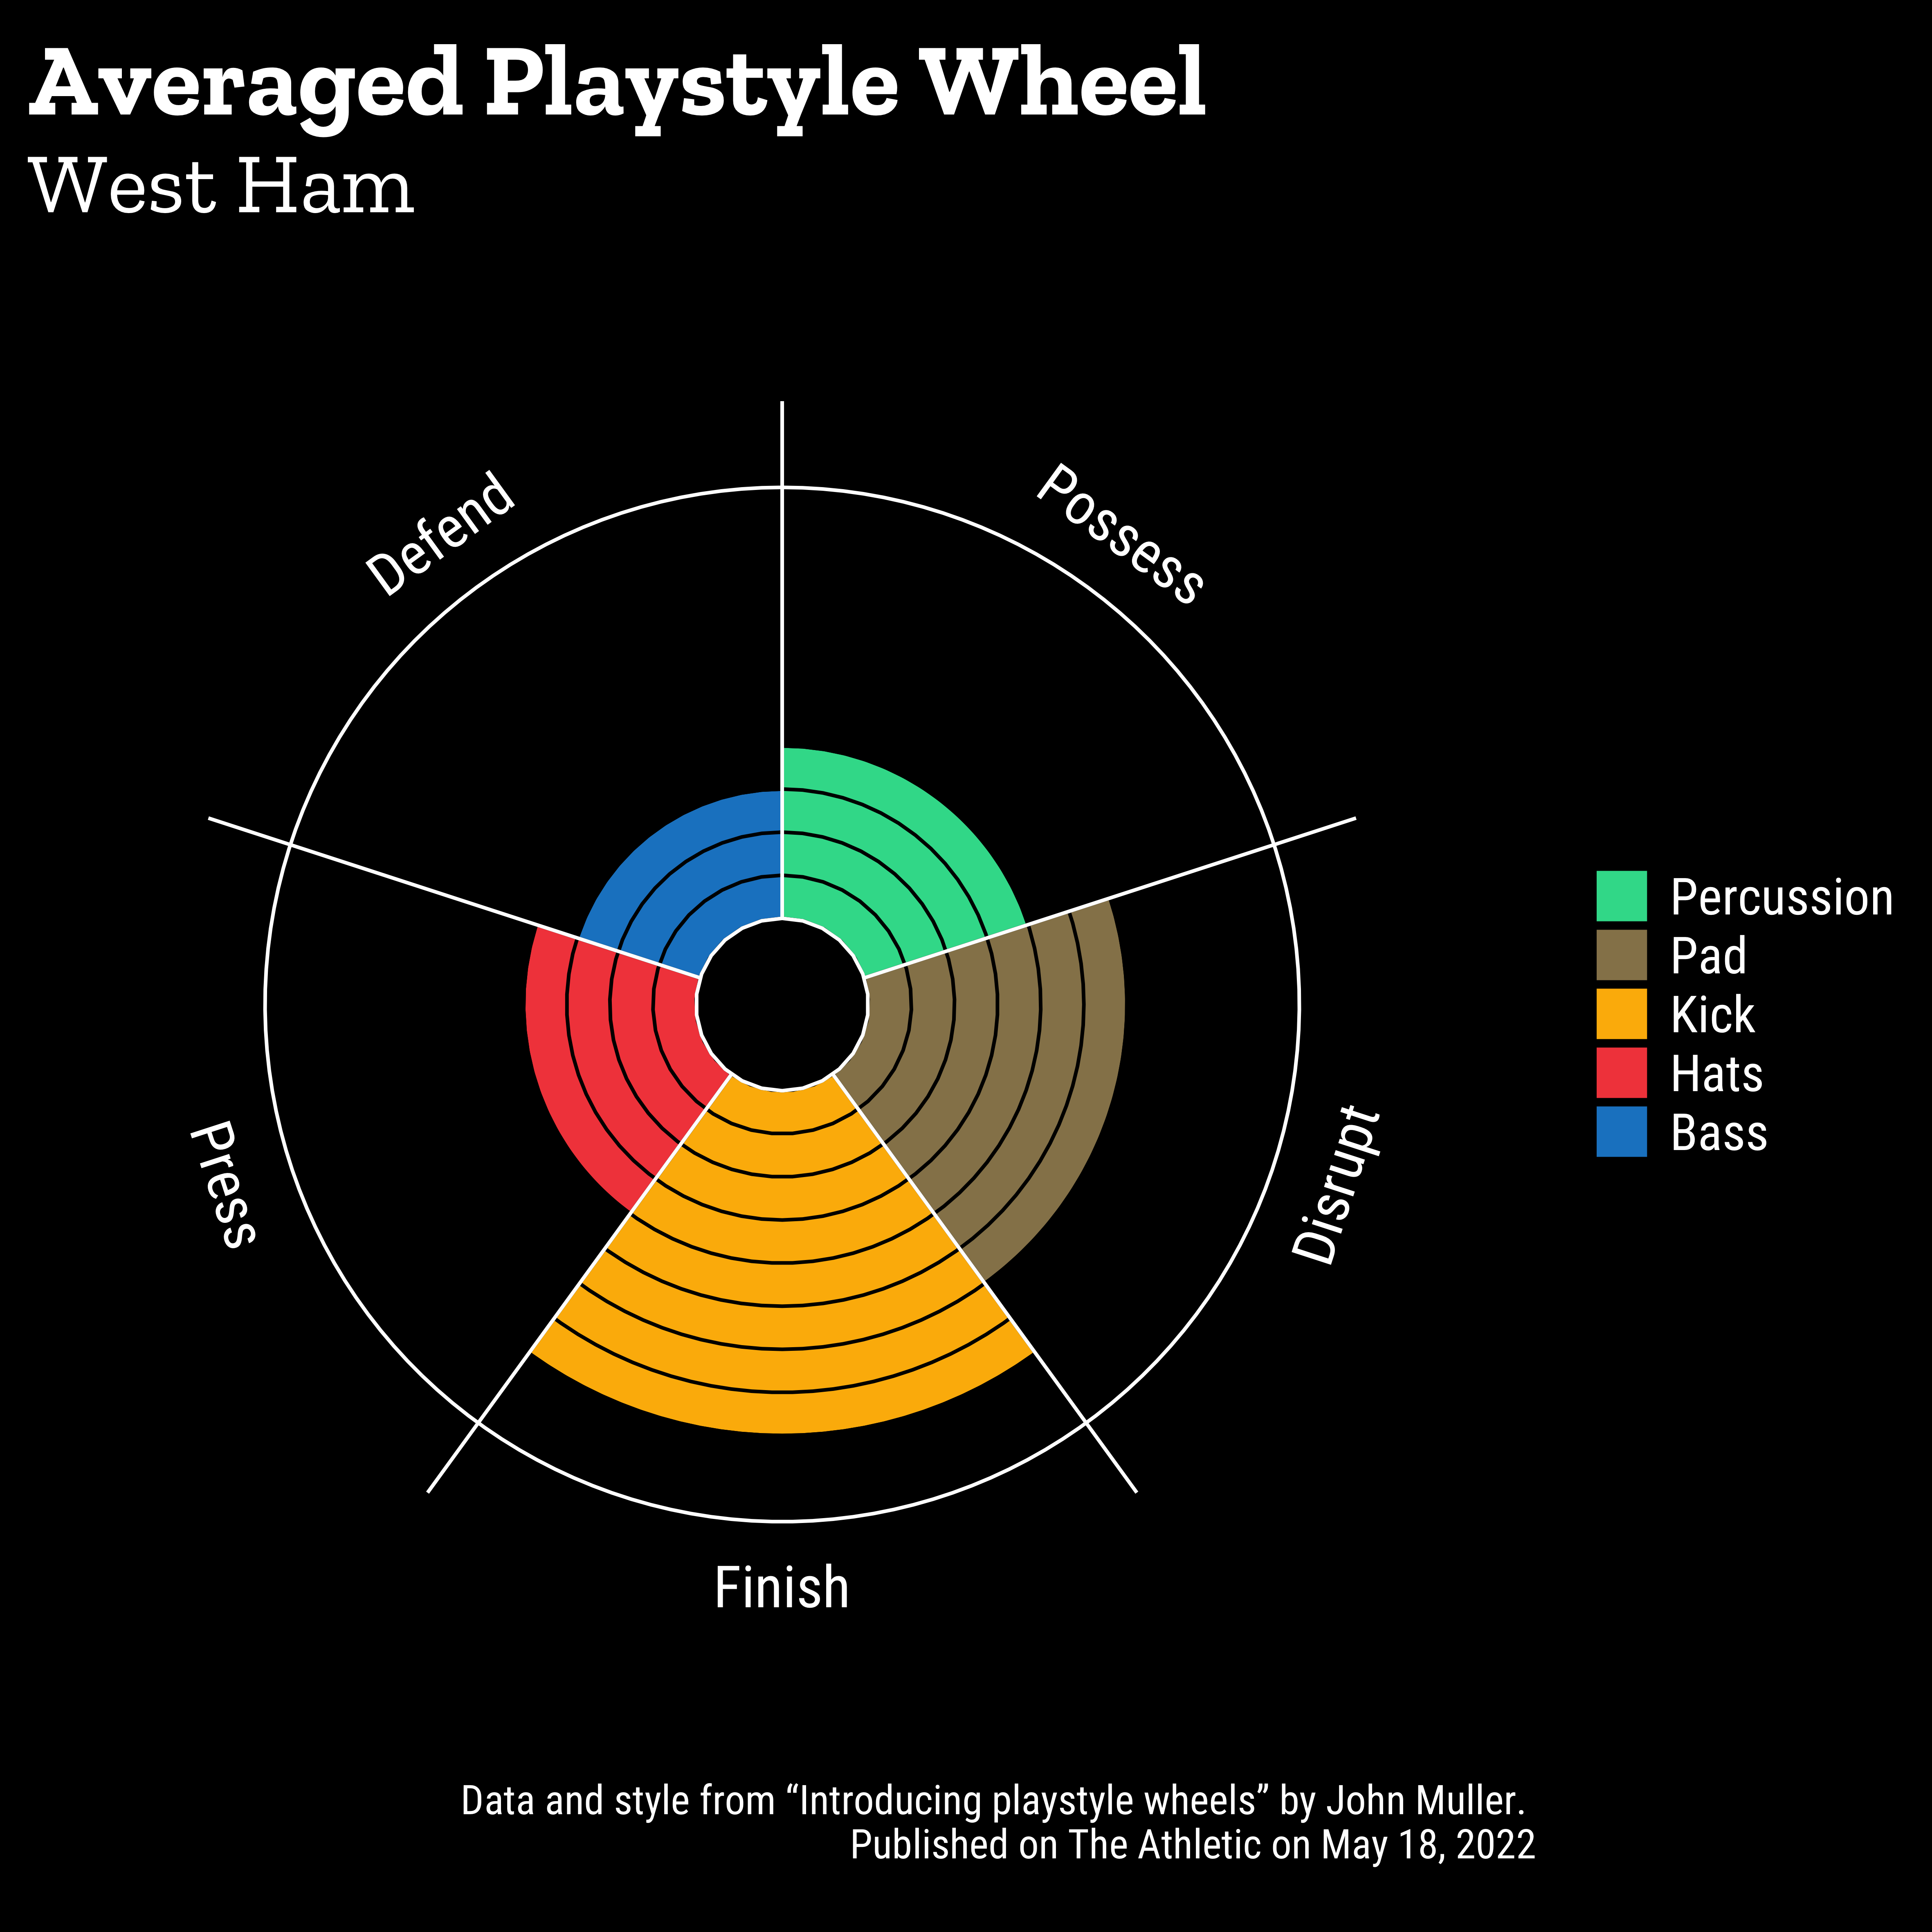 Averaged Playstyle Wheel
West Ham
Defend
Possess
Press
Disrupt
Finish
Percussion
Pad
Kick
Hats
Bass
Data and style from “Introducing playstyle wheels” by John Muller.
Published on The Athletic on May 18, 2022